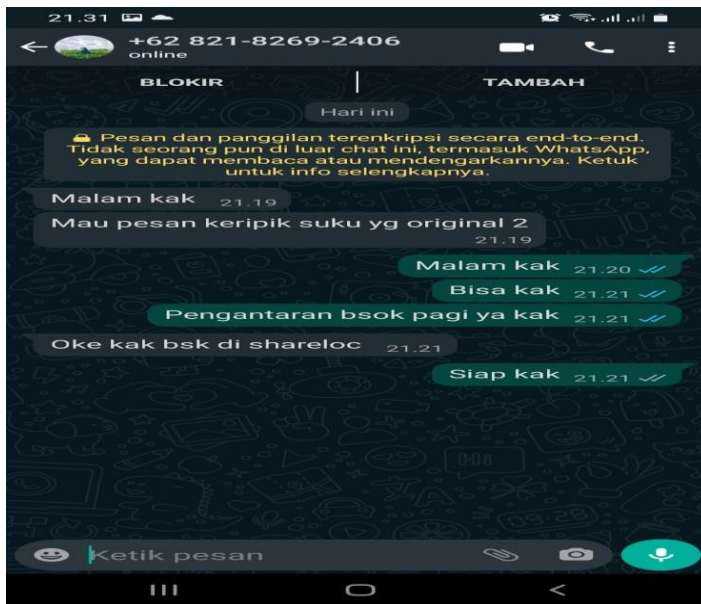 21.31
+62 821-8269-2406
online
BLOKIR
TAMBAH
Hari ini
Pesan dan panggilan terenkripsi secara end-to-end.
Tidak seorang pun di luar chat ini, termasuk WhatsApp,
yang dapat membaca atau mendengarkannya. Ketuk
untuk info selengkapnya.
Malam kak 21.19
Mau pesan keripik suku yg original 2
21.19
Malam kak 21.20
Bisa kak 21.21
Pengantaran bsok pagi ya kak 21.21
Oke kak bsk di shareloc 21.21
Siap kak 21.21
Ketik pesan